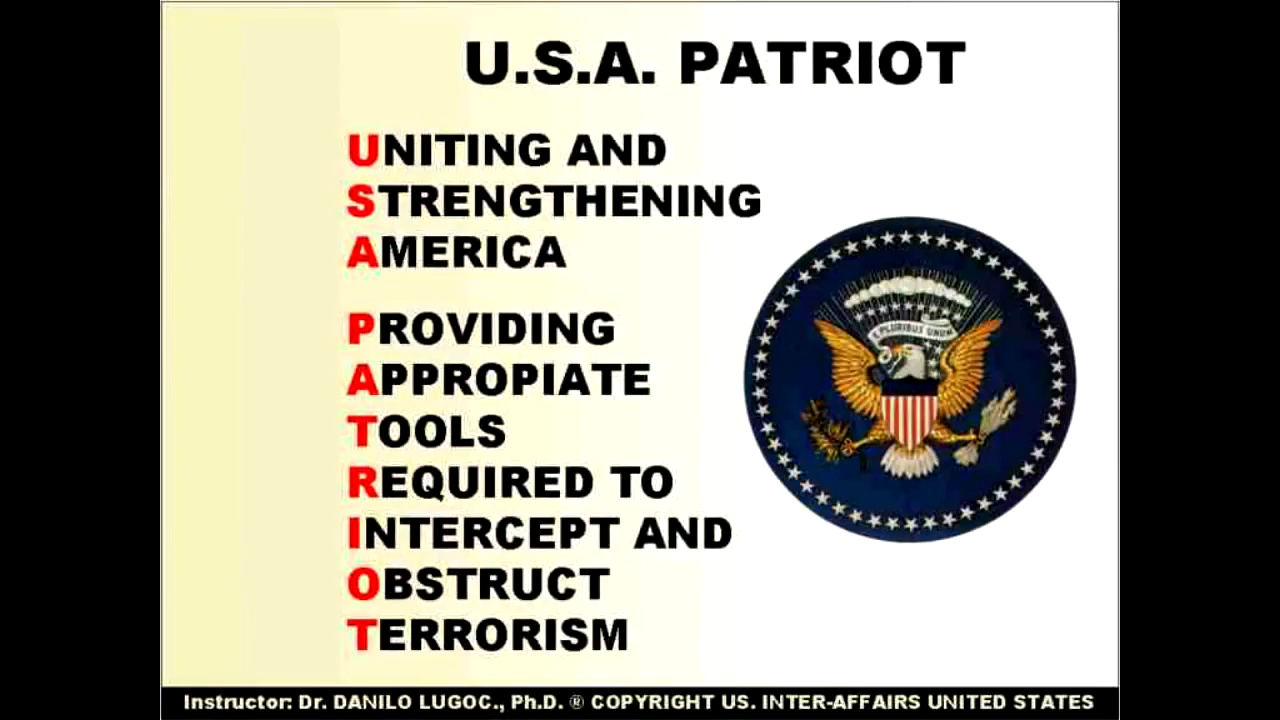 U.S.A. PATRIOT
UNITING AND
STRENGTHENING
AMERICA
PROVIDING
APPROPIATE
TOOLS
REQUIRED TO
INTERCEPT AND
OBSTRUCT
TERRORISM
E PLURIBUS UNUM
Instructor: Dr. DANILO LUGOC., Ph.D. ® COPYRIGHT US. INTER-AFFAIRS UNITED STATES